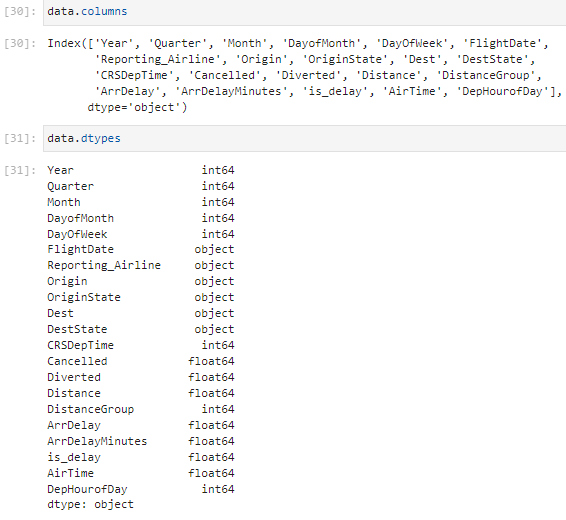 [30]: data.columns
[30]: Index(['Year', 'Quarter', 'Month', 'DayofMonth', 'DayOfWeek', 'FlightDate',
'Reporting_Airline', 'Origin', 'OriginState', 'Dest', 'DestState',
'CRSDepTime', 'Cancelled', 'Diverted', 'Distance', 'DistanceGroup',
'ArrDelay', 'ArrDelayMinutes', 'is_delay', 'AirTime', 'DepHourofDay'],
dtype='object')
[31]: data.dtypes
[31]: Year int64
Quarter int64
Month int64
DayofMonth int64
DayOfWeek int64
FlightDate object
Reporting_Airline object
Origin object
OriginState object
Dest object
DestState object
CRSDepTime int64
Cancelled float64
Diverted float64
Distance float64
DistanceGroup int64
ArrDelay float64
ArrDelayMinutes float64
is_delay float64
AirTime float64
DepHourofDay int64
dtype: object